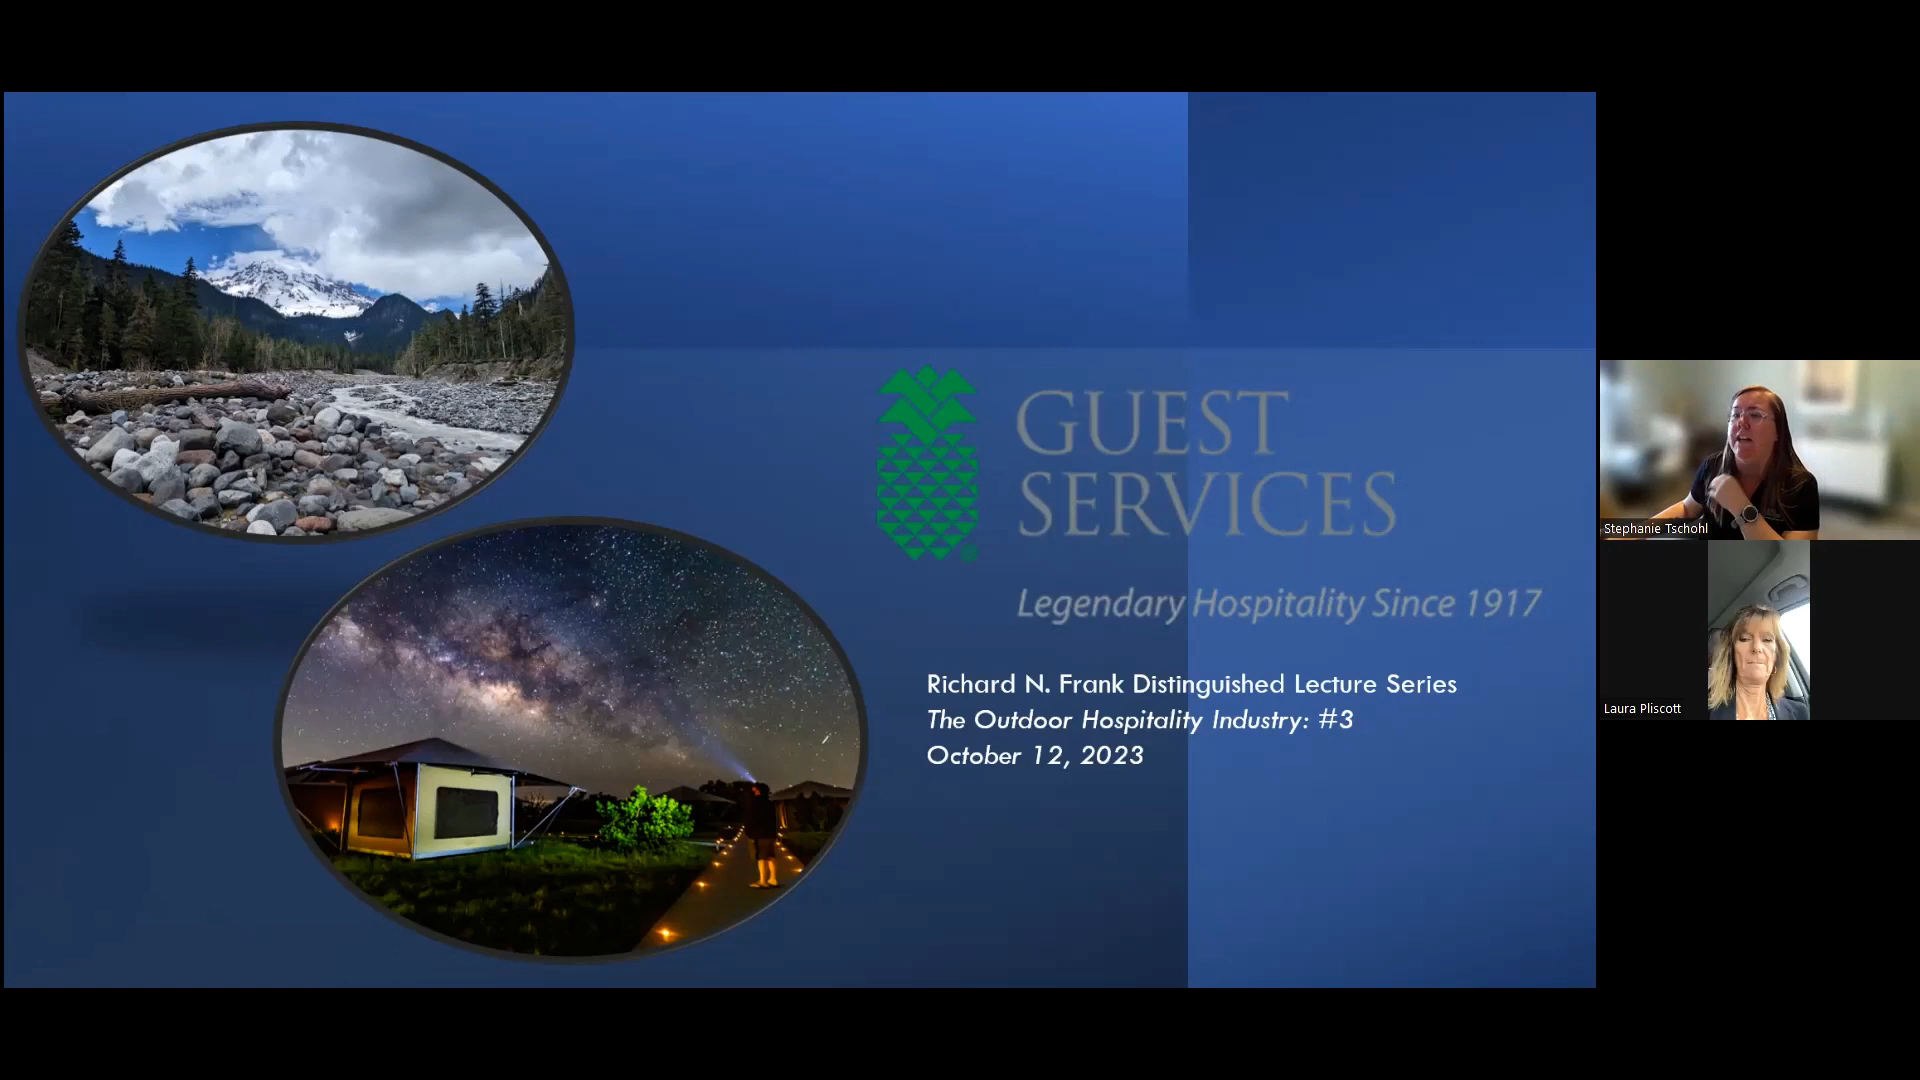 GUEST
SERVICES
®
Legendary Hospitality Since 1917
Richard N. Frank Distinguished Lecture Series
The Outdoor Hospitality Industry: #3
October 12, 2023
Stephanie Tschohl
Laura Pliscott